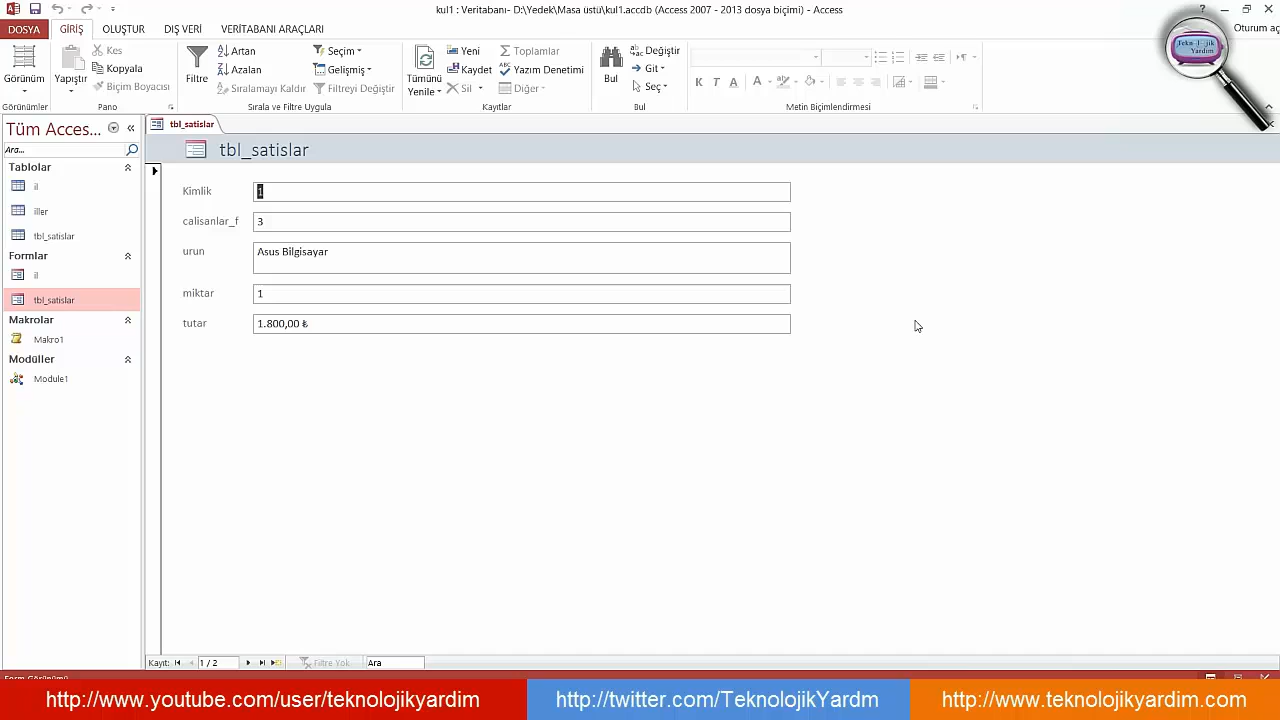 kul1 : Veritabanı- D:\Yedek\Masa üstü\kul1.accdb (Access 2007 - 2013 dosya biçimi) - Access
DOSYA GİRİŞ OLUŞTUR DIŞ VERİ VERİTABANI ARAÇLARI
Oturum aç
Görünüm
Görünümler
Yapıştır
Kes
Kopyala
Biçim Boyacısı
Pano
Filtre
Artan
Azalan
Sıralamayı Kaldır
Seçim
Gelişmiş
Filtreyi Değiştir
Sırala ve Filtre Uygula
Tümünü
Yenile
Yeni
Kaydet
Sil
Toplamlar
Yazım Denetimi
Diğer
Kayıtlar
Bul
Değiştir
Git
Seç
Bul
K T A A
Metin Biçimlendirmesi
Yardım
Tüm Acces...
Ara...
Tablolar
il
iller
tbl_satislar
Formlar
il
tbl_satislar
Makrolar
Makro1
Modüller
Module1
tbl_satislar
tbl_satislar
Kimlik 1
calisanlar_f 3
urun Asus Bilgisayar
miktar 1
tutar 1.800,00 ₺
Kayıt: 1 / 2 Filtre Yok Ara
Form Görünümü
http://www.youtube.com/user/teknolojikyardim http://twitter.com/TeknolojikYardm http://www.teknolojikyardim.com